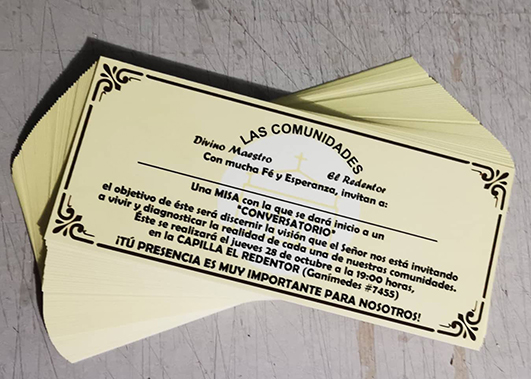 LAS COMUNIDADES
Divino Maestro El Redentor
Con mucha Fé y Esperanza, invitan a:
Una MISA con la que se dará inicio a un
"CONVERSATORIO"
el objetivo de éste será discernir la visión que el Señor nos está invitando
a vivir y diagnosticar la realidad de cada una de nuestras comunidades.
Éste se realizará el jueves 28 de octubre a la 19:00 horas,
en la CAPILLA EL REDENTOR (Ganímedes #7455)
¡TÚ PRESENCIA ES MUY IMPORTANTE PARA NOSOTROS!